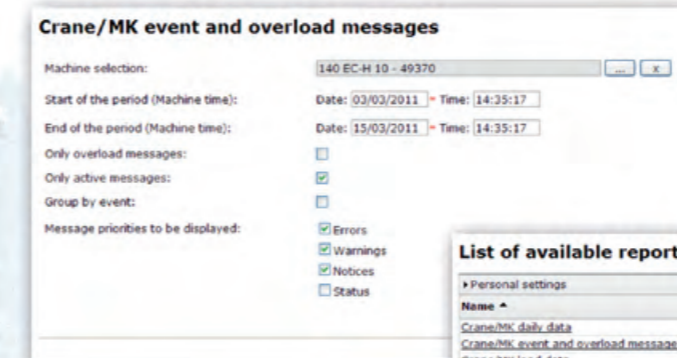 Crane/MK event and overload messages
Machine selection: 140 EC-H 10 - 49370 ... x
Start of the period (Machine time): Date: 03/03/2011 Time: 14:35:17
End of the period (Machine time): Date: 15/03/2011 Time: 14:35:17
Only overload messages:
Only active messages:
Group by event:
Message priorities to be displayed: Errors
Warnings
Notices
Status
List of available report
Personal settings
Name
Crane/MK daily data
Crane/MK event and overload message